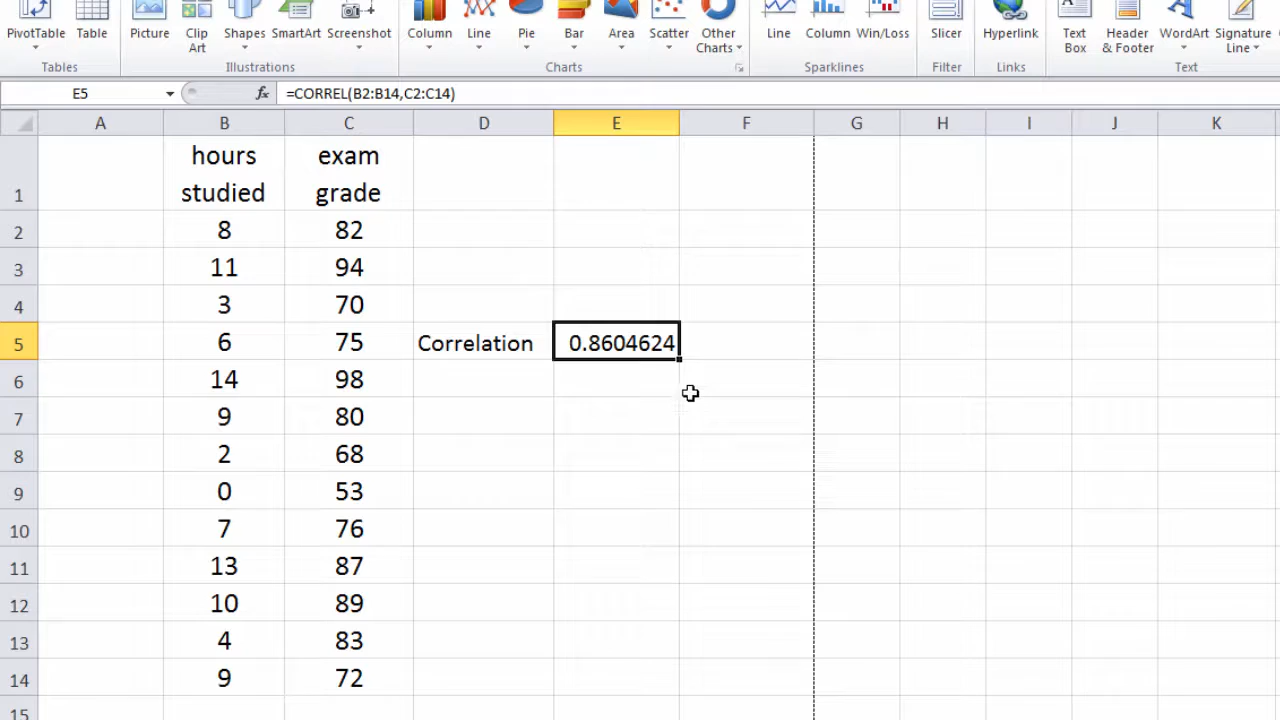 PivotTable Table Picture Clip Art Shapes SmartArt Screenshot Column Line Pie Bar Area Scatter Other Charts Line Column Win/Loss Slicer Hyperlink Text Box Header & Footer WordArt Signature Line
Tables Illustrations Charts Sparklines Filter Links Text
E5 fx =CORREL(B2:B14,C2:C14)
A B C D E F G H I J K
hours exam
1 studied grade
2 8 82
3 11 94
4 3 70
5 6 75 Correlation 0.8604624
6 14 98
7 9 80
8 2 68
9 0 53
10 7 76
11 13 87
12 10 89
13 4 83
14 9 72
15